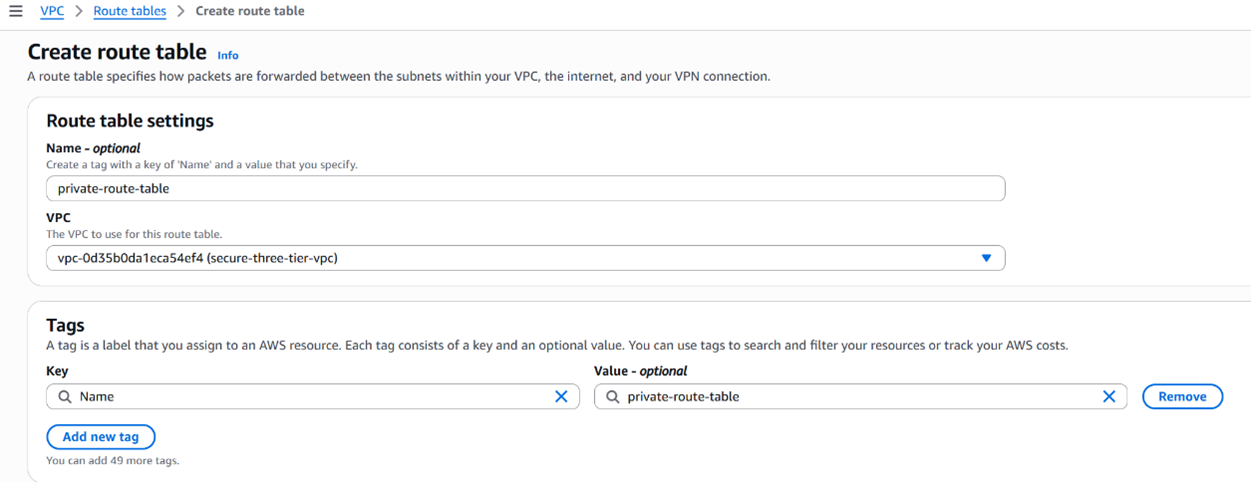 VPC > Route tables > Create route table
Create route table Info
A route table specifies how packets are forwarded between the subnets within your VPC, the internet, and your VPN connection.
Route table settings
Name - optional
Create a tag with a key of 'Name' and a value that you specify.
private-route-table
VPC
The VPC to use for this route table.
vpc-0d35b0da1eca54ef4 (secure-three-tier-vpc)
Tags
A tag is a label that you assign to an AWS resource. Each tag consists of a key and an optional value. You can use tags to search and filter your resources or track your AWS costs.
Key Value - optional
Name private-route-table Remove
Add new tag
You can add 49 more tags.